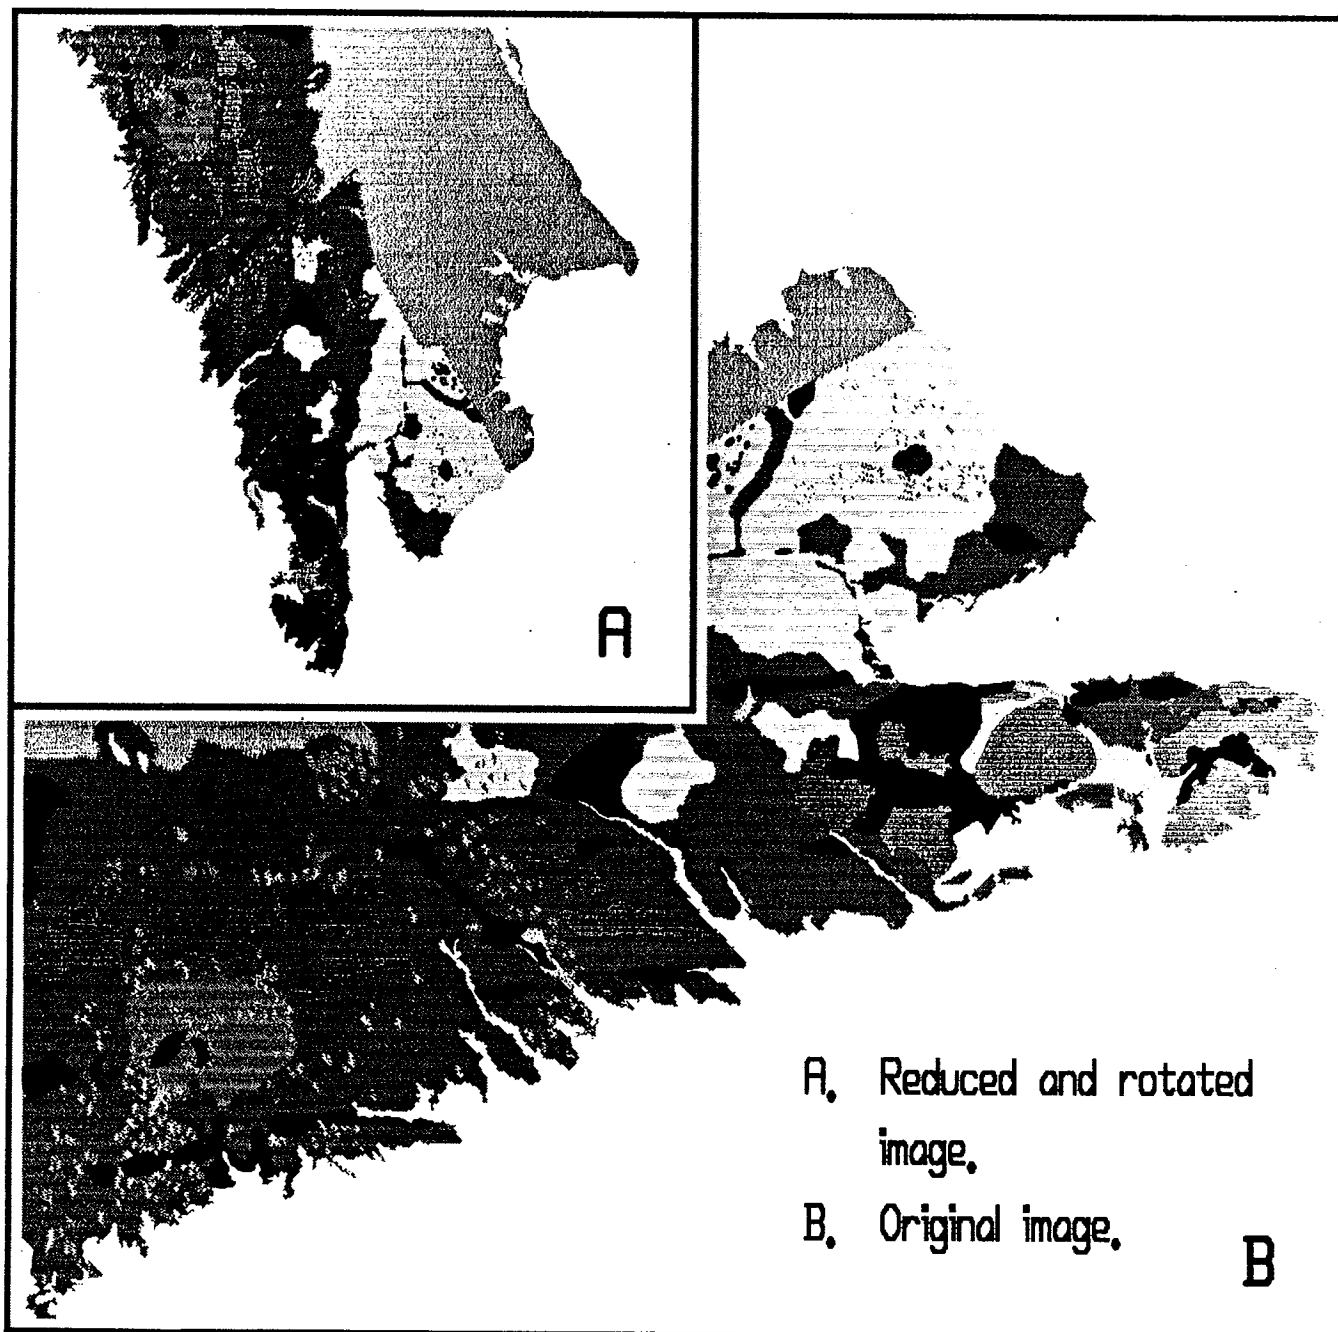 A
A. Reduced and rotated
image.
B. Original image.
B